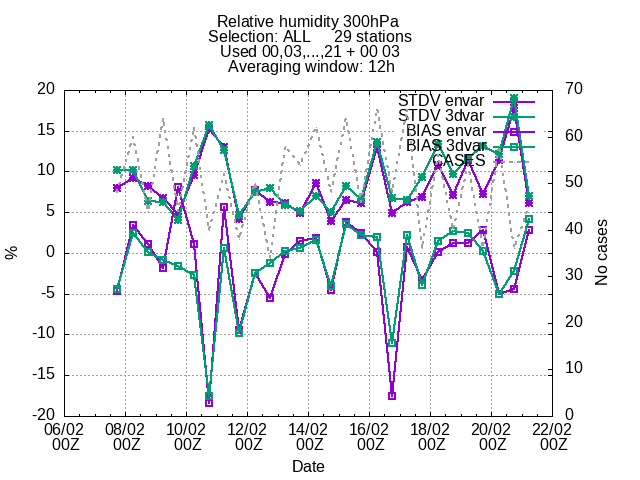 Relative humidity 300hPa
Selection: ALL 29 stations
Used 00,03,...,21 + 00 03
Averaging window: 12h
20 70
STDV envar
STDV 3dvar
BIAS envar
BIAS 3dvar
CASES
15 60
10 50
5 40
0 30
-5 20
-10 10
-15 0
-20
%
No cases
06/02 08/02 10/02 12/02 14/02 16/02 18/02 20/02 22/02
00Z 00Z 00Z 00Z 00Z 00Z 00Z 00Z 00Z
Date